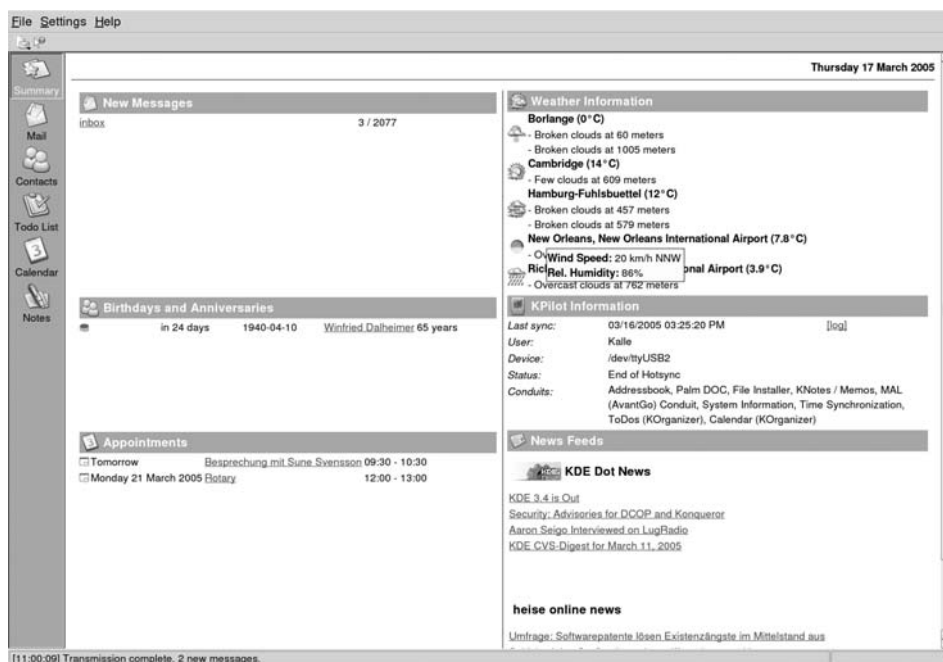 File Settings Help
Thursday 17 March 2005
Summary
Mail
Contacts
Todo List
Calendar
Notes
New Messages
inbox 3 / 2077
Birthdays and Anniversaries
in 24 days 1940-04-10 Winfried Dalheimer 65 years
Appointments
Tomorrow Besprechung mit Sune Svensson 09:30 - 10:30
Monday 21 March 2005 Rotary 12:00 - 13:00
Weather Information
Borlange (0°C)
- Broken clouds at 60 meters
- Broken clouds at 1005 meters
Cambridge (14°C)
- Few clouds at 609 meters
Hamburg-Fuhlsbuettel (12°C)
- Broken clouds at 457 meters
- Broken clouds at 579 meters
New Orleans, New Orleans International Airport (7.8°C)
Wind Speed: 20 km/h NNW
Rel. Humidity: 86%
Airport (3.9°C)
- Overcast clouds at 762 meters
KPilot Information
Last sync: 03/16/2005 03:25:20 PM [log]
User: Kalle
Device: /dev/ttyUSB2
Status: End of Hotsync
Conduits: Addressbook, Palm DOC, File Installer, KNotes / Memos, MAL
(AvantGo) Conduit, System Information, Time Synchronization,
ToDos (KOrganizer), Calendar (KOrganizer)
News Feeds
KDE Dot News
KDE 3.4 is Out
Security: Advisories for DCOP and Konqueror
Aaron Seigo Interviewed on LugRadio
KDE CVS-Digest for March 11, 2005
heise online news
Umfrage: Softwarepatente lösen Existenzängste im Mittelstand aus
[11:00:09] Transmission complete. 2 new messages.